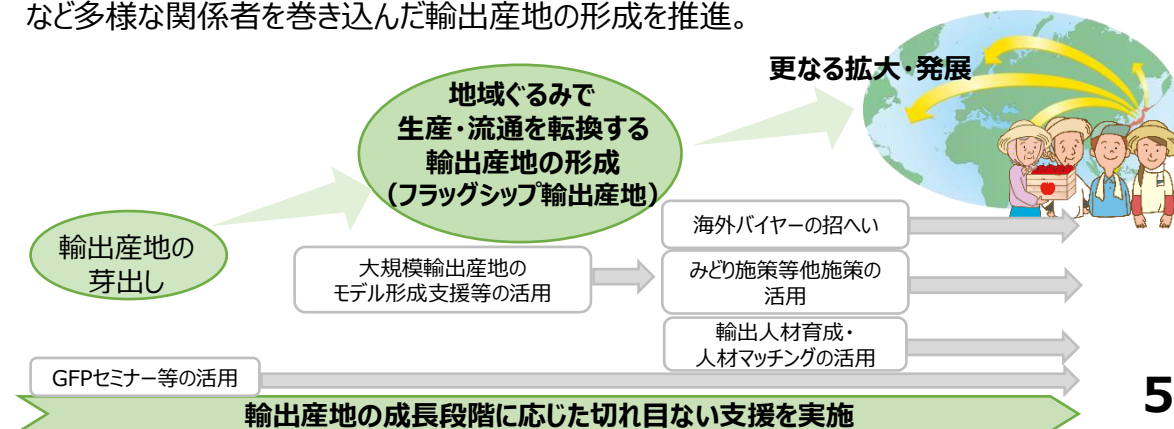 など多様な関係者を巻き込んだ輸出産地の形成を推進。
更なる拡大・発展
地域ぐるみで
生産・流通を転換する
輸出産地の形成
（フラッグシップ輸出産地）
輸出産地の
芽出し
海外バイヤーの招へい
大規模輸出産地の
モデル形成支援等の活用
みどり施策等他施策の
活用
輸出人材育成・
人材マッチングの活用
GFPセミナー等の活用
輸出産地の成長段階に応じた切れ目ない支援を実施
5